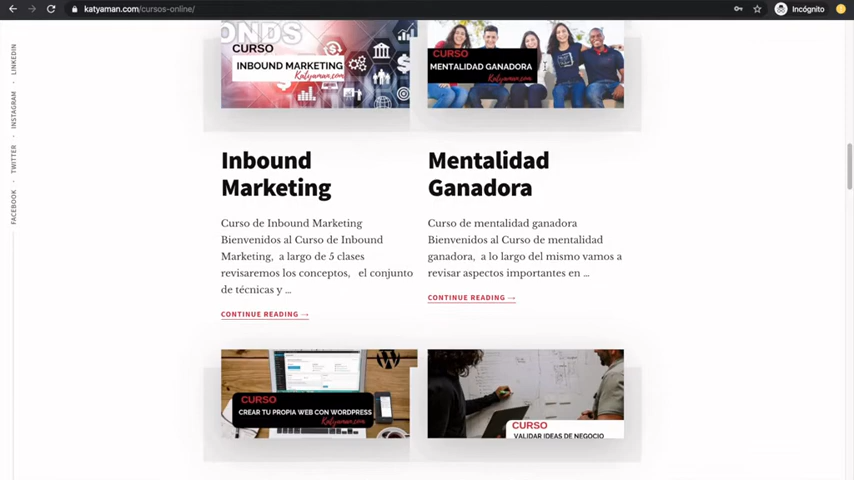 katyaman.com/cursos-online/
Incógnito
LINKEDIN
INSTAGRAM
TWITTER
FACEBOOK
ONDS
CURSO
INBOUND MARKETING
Katyaman.com
CURSO
MENTALIDAD GANADORA
Katyaman.com
Inbound
Marketing
Mentalidad
Ganadora
Curso de Inbound Marketing
Bienvenidos al Curso de Inbound
Marketing, a largo de 5 clases
revisaremos los conceptos, el conjunto
de técnicas y ...
CONTINUE READING →
Curso de mentalidad ganadora
Bienvenidos al Curso de mentalidad
ganadora, a lo largo del mismo vamos a
revisar aspectos importantes en ...
CONTINUE READING →
CURSO
CREAR TU PROPIA WEB CON WORDPRESS
Katyaman.com
CURSO
VALIDAR IDEAS DE NEGOCIO